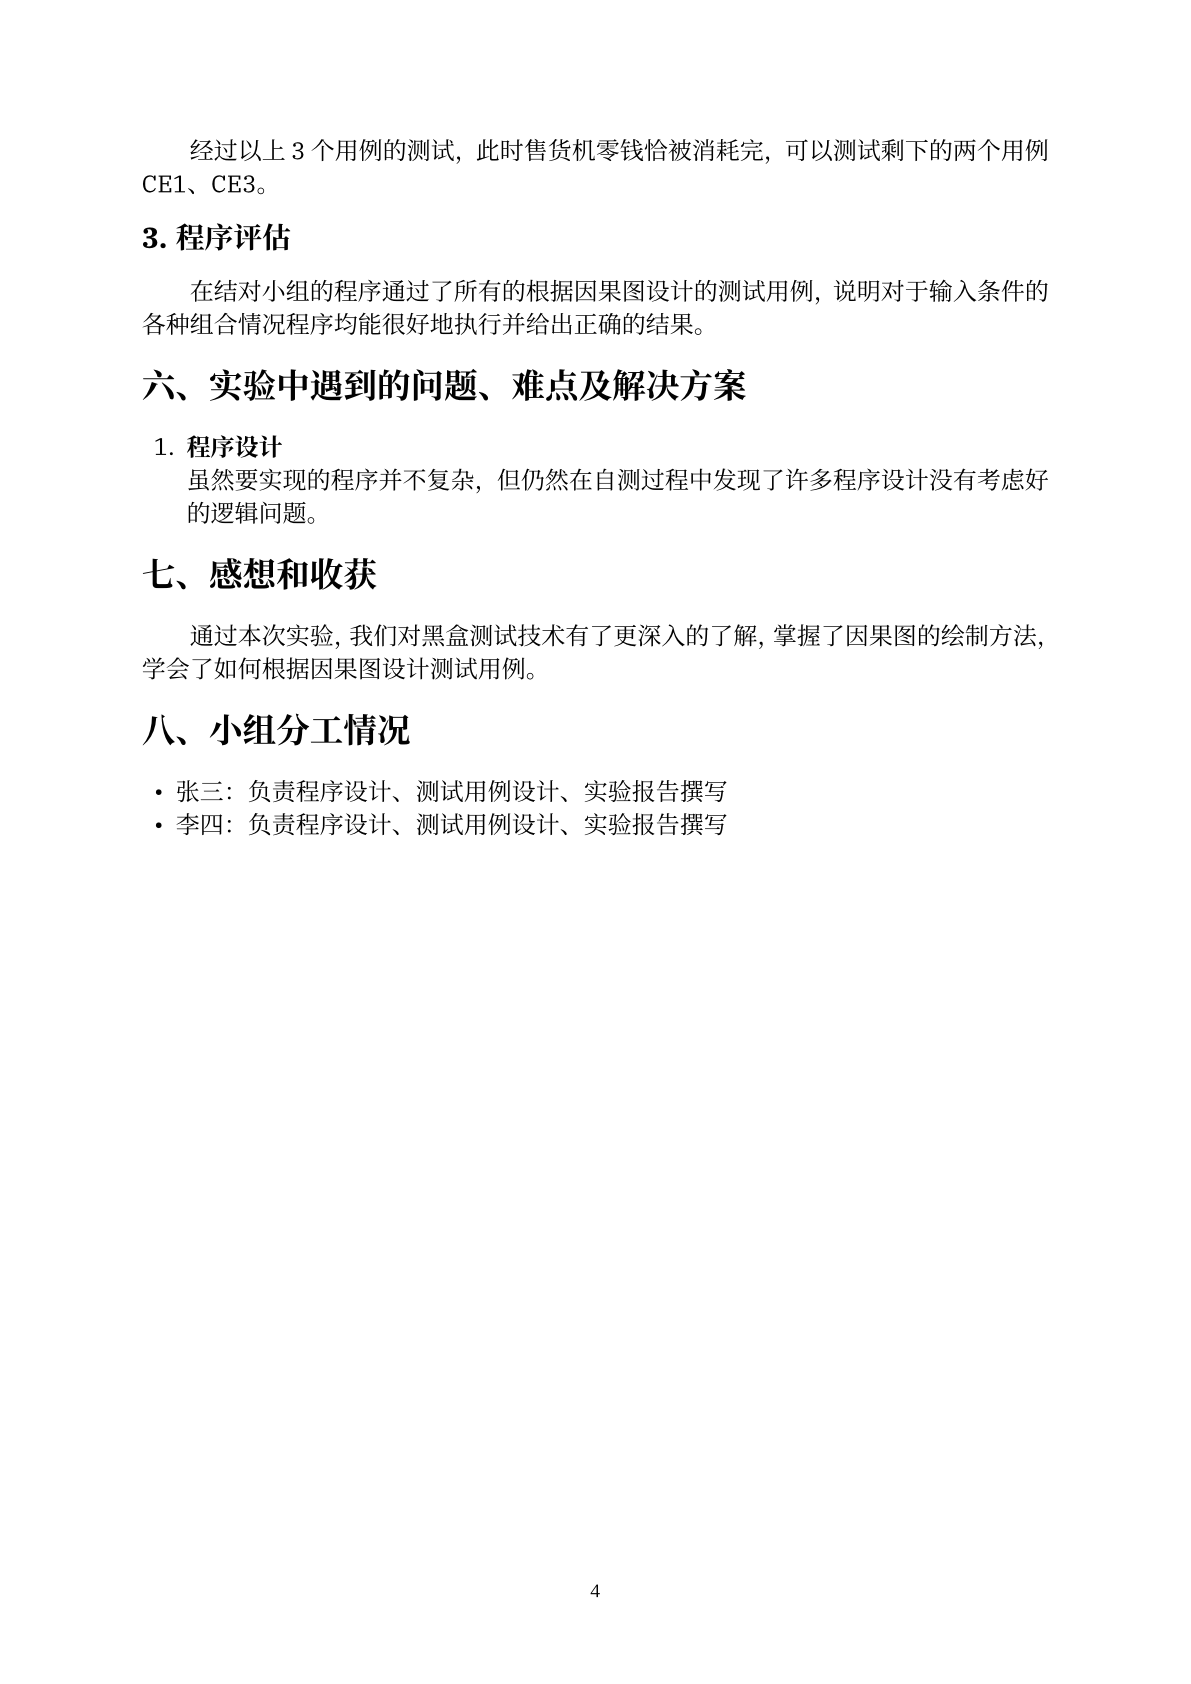 经过以上 3 个用例的测试，此时售货机零钱恰被消耗完，可以测试剩下的两个用例
CE1、CE3。
3. 程序评估
在结对小组的程序通过了所有的根据因果图设计的测试用例，说明对于输入条件的
各种组合情况程序均能很好地执行并给出正确的结果。
六、实验中遇到的问题、难点及解决方案
1. 程序设计
虽然要实现的程序并不复杂，但仍然在自测过程中发现了许多程序设计没有考虑好
的逻辑问题。
七、感想和收获
通过本次实验，我们对黑盒测试技术有了更深入的了解，掌握了因果图的绘制方法，
学会了如何根据因果图设计测试用例。
八、小组分工情况
• 张三：负责程序设计、测试用例设计、实验报告撰写
• 李四：负责程序设计、测试用例设计、实验报告撰写
4